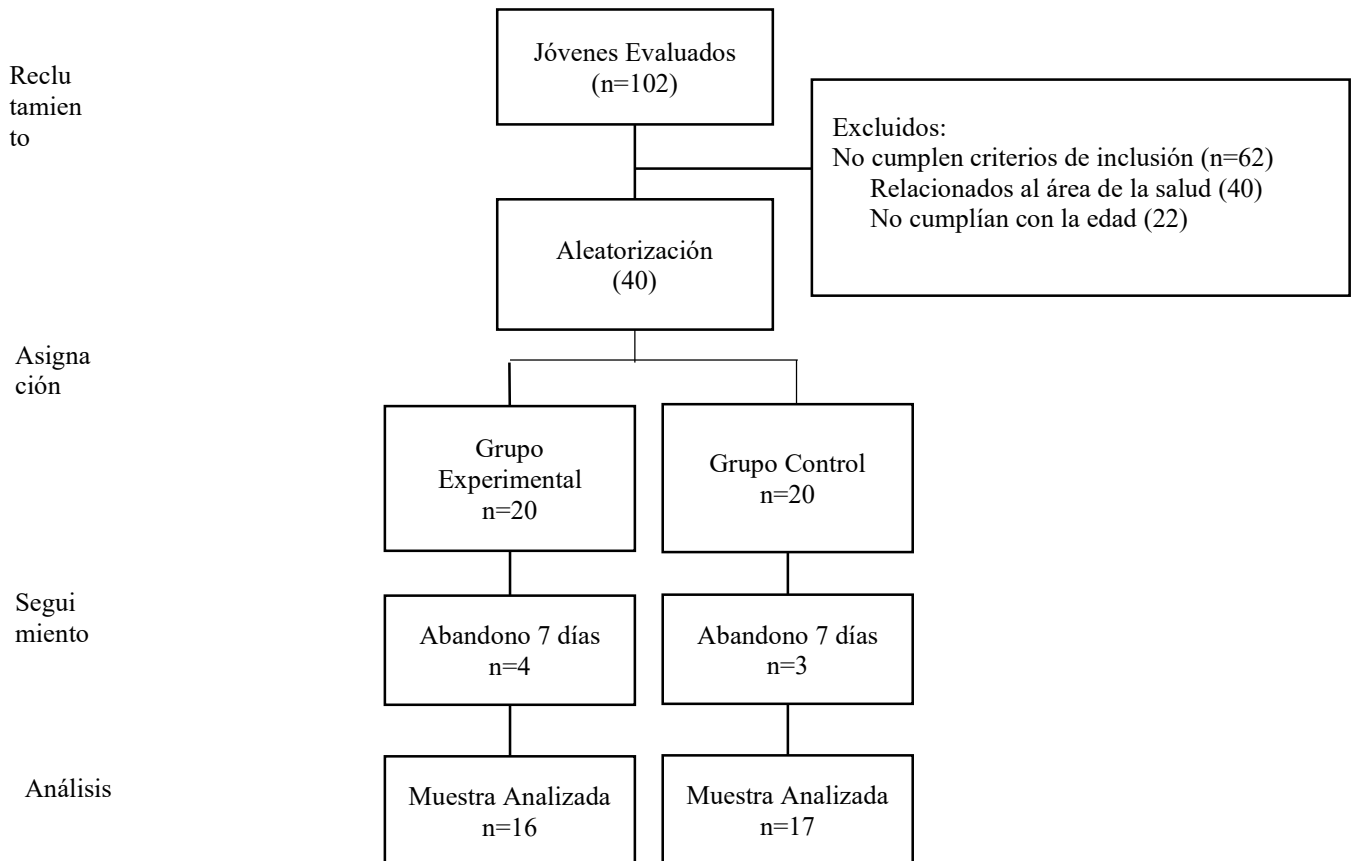 Jóvenes Evaluados
(n=102)
Reclu
tamien
to
Excluidos:
No cumplen criterios de inclusión (n=62)
Relacionados al área de la salud (40)
No cumplían con la edad (22)
Aleatorización
(40)
Asigna
ción
Grupo
Experimental
n=20
Grupo Control
n=20
Segui
miento
Abandono 7 días
n=4
Abandono 7 días
n=3
Análisis
Muestra Analizada
n=16
Muestra Analizada
n=17